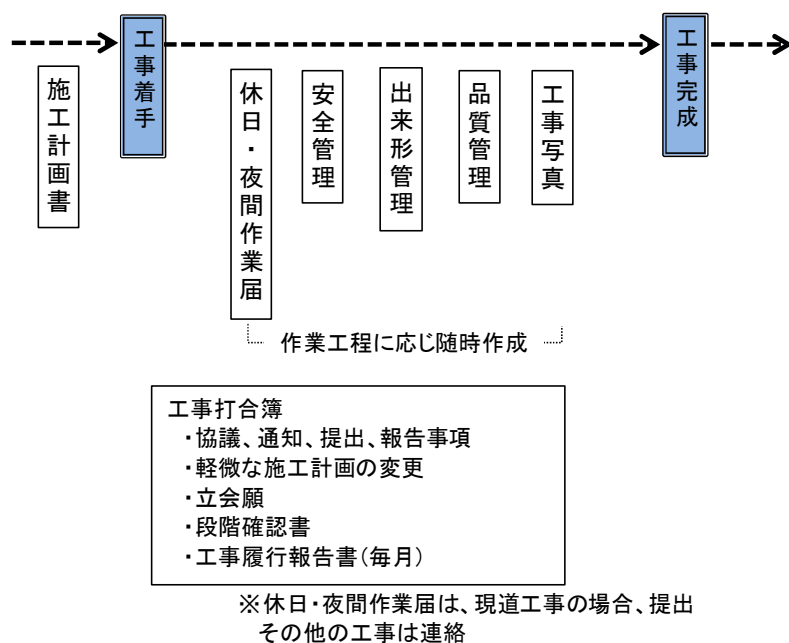 工事着手
工事完成
施工計画書
休日・夜間作業届
安全管理
出来形管理
品質管理
工事写真
作業工程に応じ随時作成
工事打合簿
・協議、通知、提出、報告事項
・軽微な施工計画の変更
・立会願
・段階確認書
・工事履行報告書(毎月)
※休日・夜間作業届は、現道工事の場合、提出
その他の工事は連絡